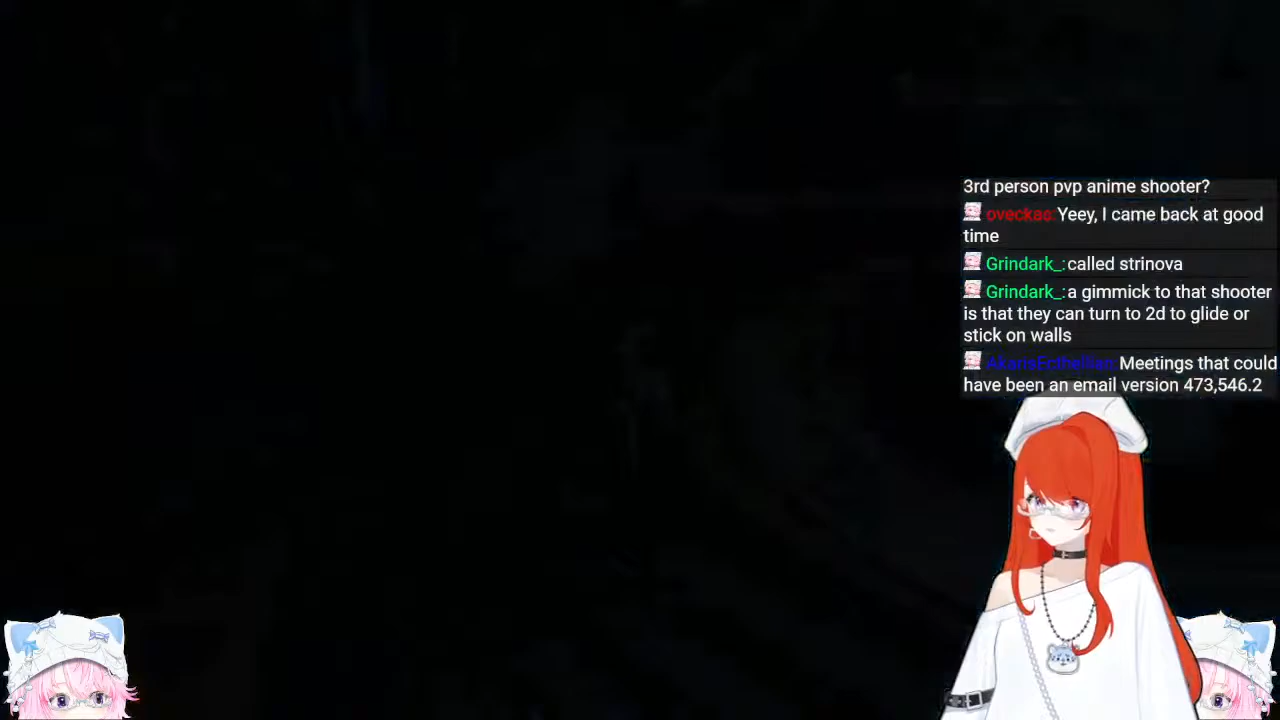 3rd person pvp anime shooter?
oveckac:Yeey, I came back at good
time
Grindark_:called strinova
Grindark_:a gimmick to that shooter
is that they can turn to 2d to glide or
stick on walls
Meetings that could
have been an email version 473,546.2